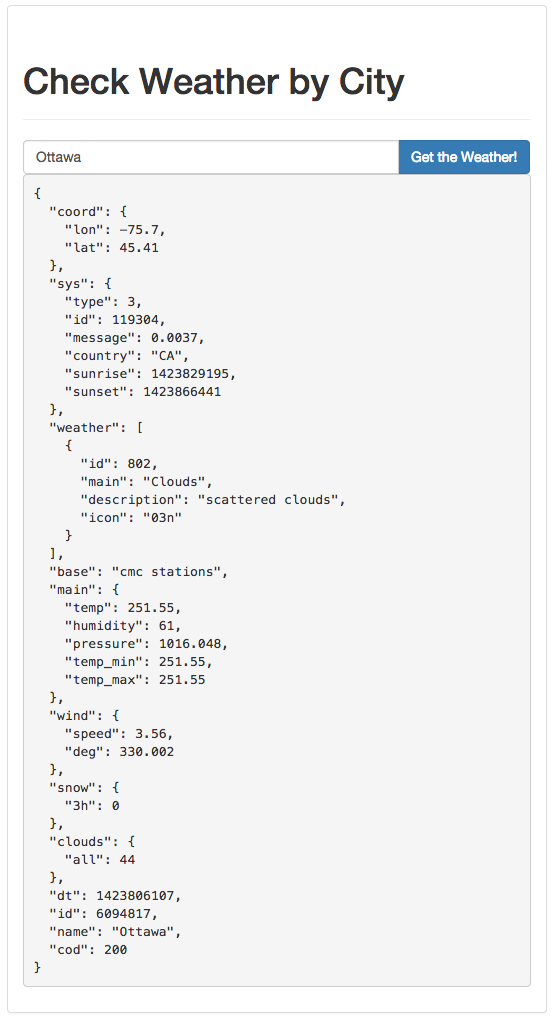 Check Weather by City
Ottawa
Get the Weather!
{
  "coord": {
    "lon": −75.7,
    "lat": 45.41
  },
  "sys": {
    "type": 3,
    "id": 119304,
    "message": 0.0037,
    "country": "CA",
    "sunrise": 1423829195,
    "sunset": 1423866441
  },
  "weather": [
    {
      "id": 802,
      "main": "Clouds",
      "description": "scattered clouds",
      "icon": "03n"
    }
  ],
  "base": "cmc stations",
  "main": {
    "temp": 251.55,
    "humidity": 61,
    "pressure": 1016.048,
    "temp_min": 251.55,
    "temp_max": 251.55
  },
  "wind": {
    "speed": 3.56,
    "deg": 330.002
  },
  "snow": {
    "3h": 0
  },
  "clouds": {
    "all": 44
  },
  "dt": 1423806107,
  "id": 6094817,
  "name": "Ottawa",
  "cod": 200
}